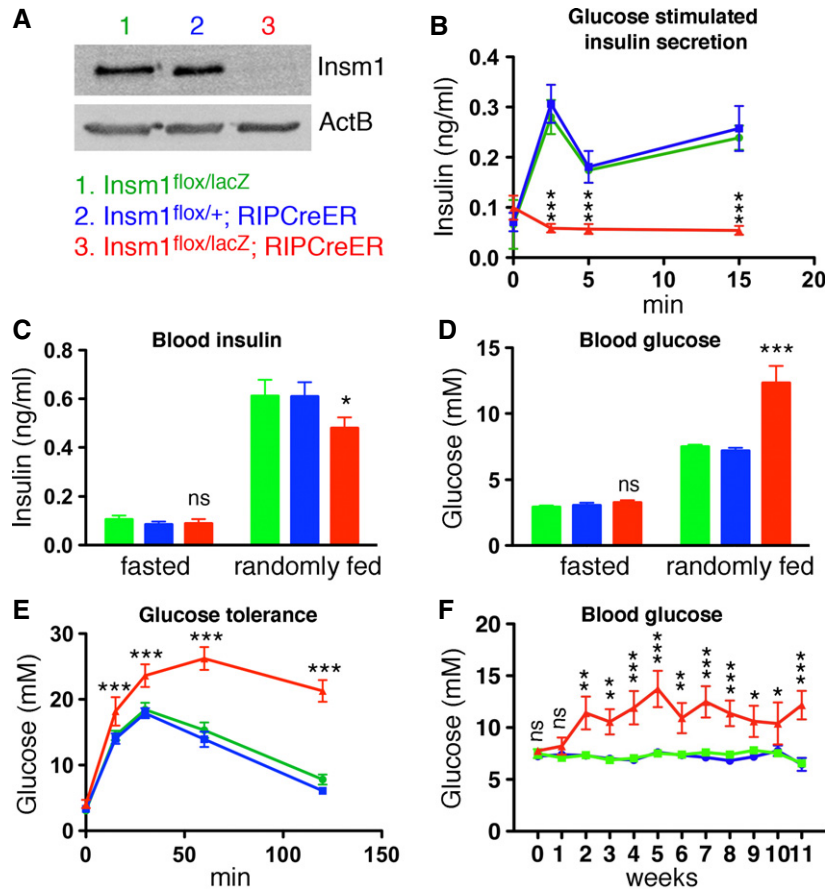 A
1 2 3
Insm1
ActB
1. Insm1flox/lacZ
2. Insm1flox/+; RIPCreER
3. Insm1flox/lacZ; RIPCreER
B
Glucose stimulated
insulin secretion
Insulin (ng/ml)
0.4
0.3
0.2
0.1
0.0
*** *** ***
0 5 10 15 20
min
C
Blood insulin
Insulin (ng/ml)
0.8
0.6
0.4
0.2
0.0
ns
*
fasted randomly fed
D
Blood glucose
Glucose (mM)
15
10
5
0
ns
***
fasted randomly fed
E
Glucose tolerance
Glucose (mM)
30
20
10
0
*** *** *** ***
0 50 100 150
min
F
Blood glucose
Glucose (mM)
20
15
10
5
0
ns ns ** ** *** *** ** *** *** * * ***
0 1 2 3 4 5 6 7 8 9 10 11
weeks